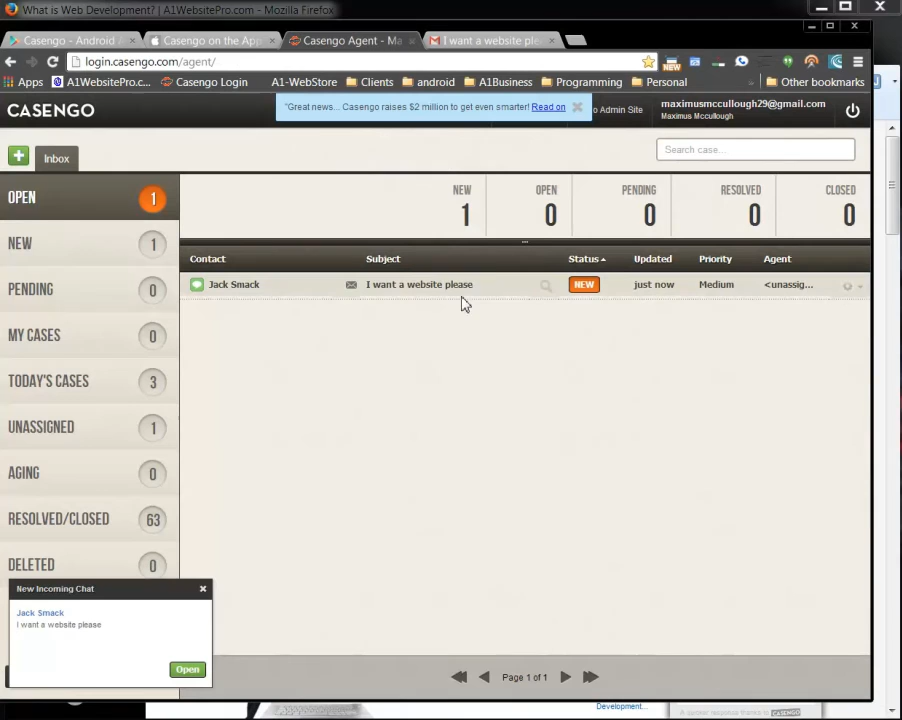 What is Web Development? | A1WebsitePro.com - Mozilla Firefox
Casengo - Android A
Casengo on the App
Casengo Agent - Ma
I want a website ple
login.casengo.com/agent/
NEW
Apps
A1WebsitePro.c...
Casengo Login
A1-WebStore
Clients
android
A1Business
Programming
Personal
Other bookmarks
CASENGO
"Great news... Casengo raises $2 million to get even smarter! Read on
o Admin Site
maximusmccullough29@gmail.com
Maximus Mccullough
Inbox
Search case...
OPEN 1
NEW 1
PENDING 0
MY CASES 0
TODAY'S CASES 3
UNASSIGNED 1
AGING 0
RESOLVED/CLOSED 63
DELETED 0
NEW OPEN PENDING RESOLVED CLOSED
1 0 0 0 0
Contact Subject Status Updated Priority Agent
Jack Smack I want a website please NEW just now Medium <unassig...
New Incoming Chat
Jack Smack
I want a website please
Open
Page 1 of 1
Development...
A quicker response thanks to CASENGO